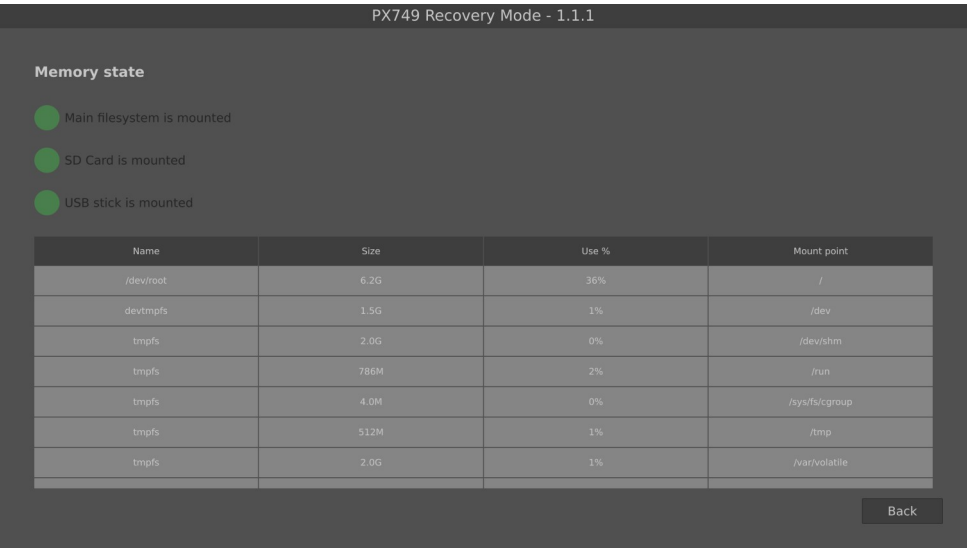 PX749 Recovery Mode - 1.1.1
Memory state
Main filesystem is mounted
SD Card is mounted
USB stick is mounted
Name Size Use % Mount point
/dev/root 6.2G 36% /
devtmpfs 1.5G 1% /dev
tmpfs 2.0G 0% /dev/shm
tmpfs 786M 2% /run
tmpfs 4.0M 0% /sys/fs/cgroup
tmpfs 512M 1% /tmp
tmpfs 2.0G 1% /var/volatile
Back